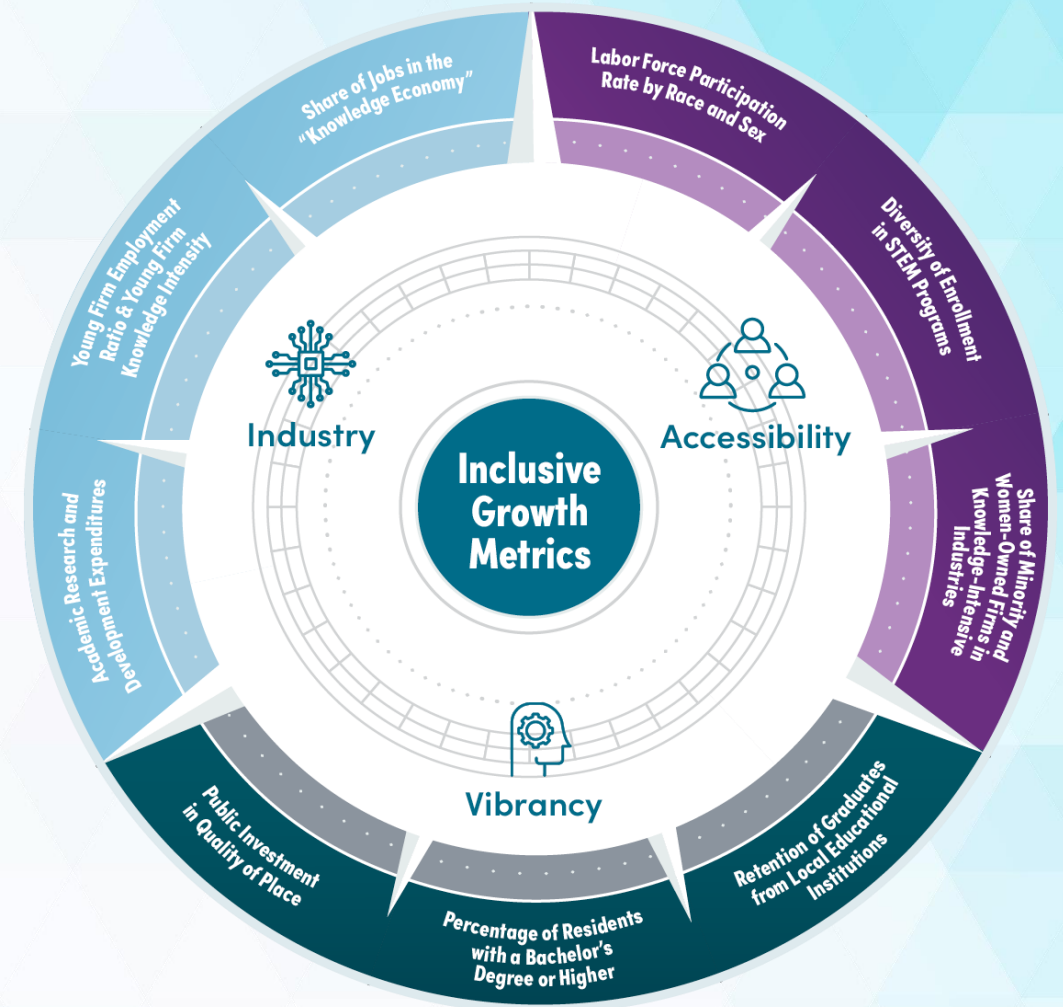 Share of Jobs in the
"Knowledge Economy"
Labor Force Participation
Rate by Race and Sex
Young Firm Employment
Ratio & Young Firm
Knowledge Intensity
Diversity of Enrollment
in STEM Programs
Industry
Accessibility
Inclusive
Growth
Metrics
Academic Research and
Development Expenditures
Share of Minority and
Women-Owned Firms in
Knowledge-Intensive
Industries
Vibrancy
Public Investment
in Quality of Place
Percentage of Residents
with a Bachelor's
Degree or Higher
Retention of Graduates
from Local Educational
Institutions